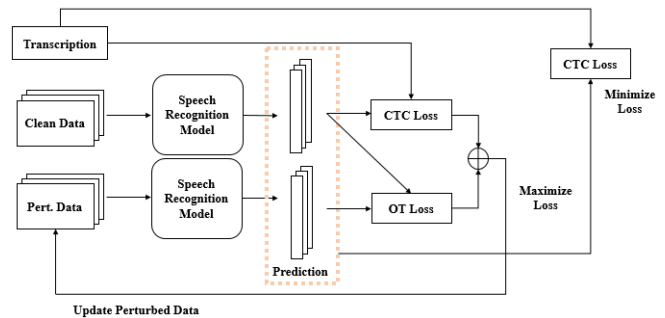 Transcription
CTC Loss
Minimize
Loss
Clean Data
Speech
Recognition
Model
CTC Loss
Pert. Data
Speech
Recognition
Model
OT Loss
Maximize
Loss
Prediction
Update Perturbed Data